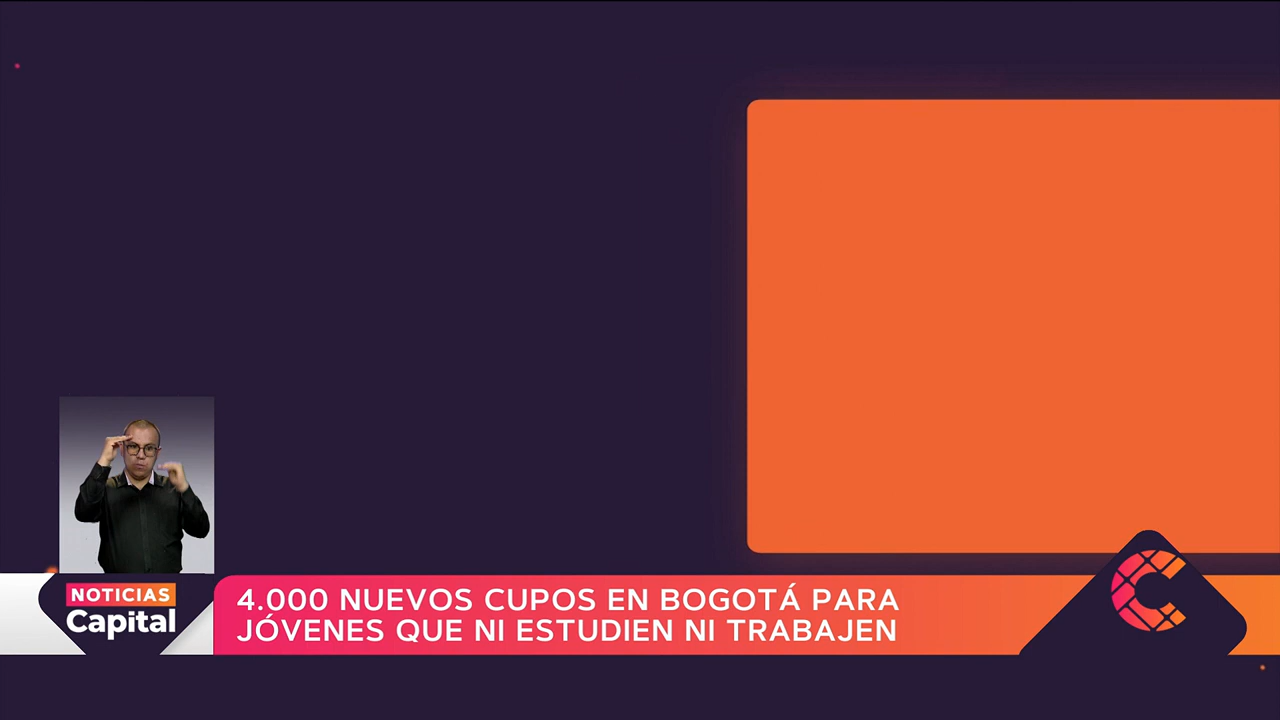 NOTICIAS
Capital
4.000 NUEVOS CUPOS EN BOGOTÁ PARA
JÓVENES QUE NI ESTUDIEN NI TRABAJEN